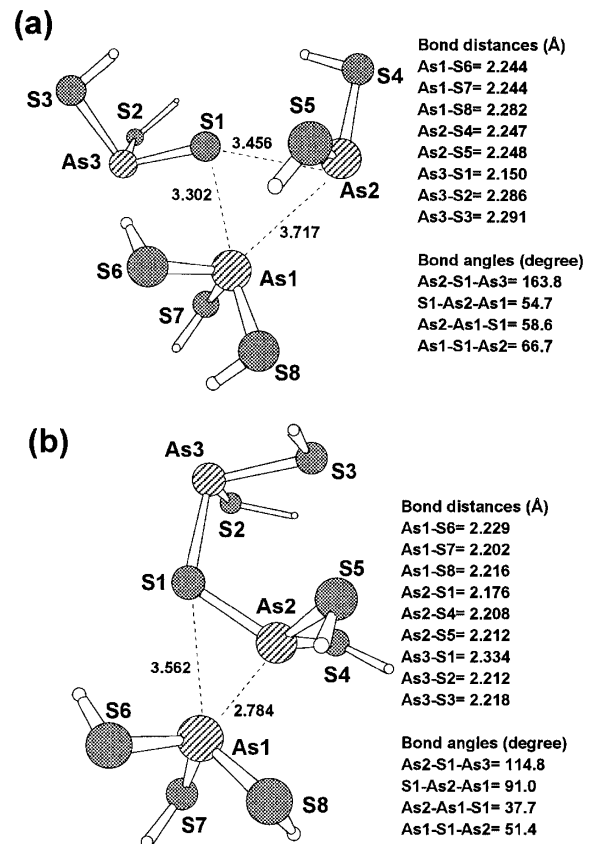 (a)
S3
S2
S1
As3
S5
S4
As2
3.456
3.302
3.717
S6
As1
S7
S8
Bond distances (Å)
As1-S6= 2.244
As1-S7= 2.244
As1-S8= 2.282
As2-S4= 2.247
As2-S5= 2.248
As3-S1= 2.150
As3-S2= 2.286
As3-S3= 2.291
Bond angles (degree)
As2-S1-As3= 163.8
S1-As2-As1= 54.7
As2-As1-S1= 58.6
As1-S1-As2= 66.7
(b)
As3
S3
S2
S1
As2
S5
S4
3.562
2.784
S6
As1
S7
S8
Bond distances (Å)
As1-S6= 2.229
As1-S7= 2.202
As1-S8= 2.216
As2-S1= 2.176
As2-S4= 2.208
As2-S5= 2.212
As3-S1= 2.334
As3-S2= 2.212
As3-S3= 2.218
Bond angles (degree)
As2-S1-As3= 114.8
S1-As2-As1= 91.0
As2-As1-S1= 37.7
As1-S1-As2= 51.4